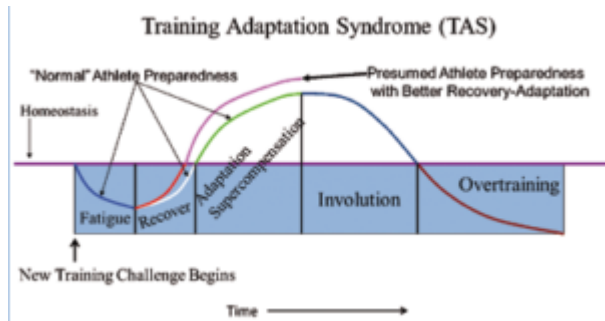 Training Adaptation Syndrome (TAS)
"Normal" Athlete Preparedness
Presumed Athlete Preparedness
with Better Recovery-Adaptation
Homeostasis
Fatigue
Recover
Adaptation
Supercompensation
Involution
Overtraining
New Training Challenge Begins
Time